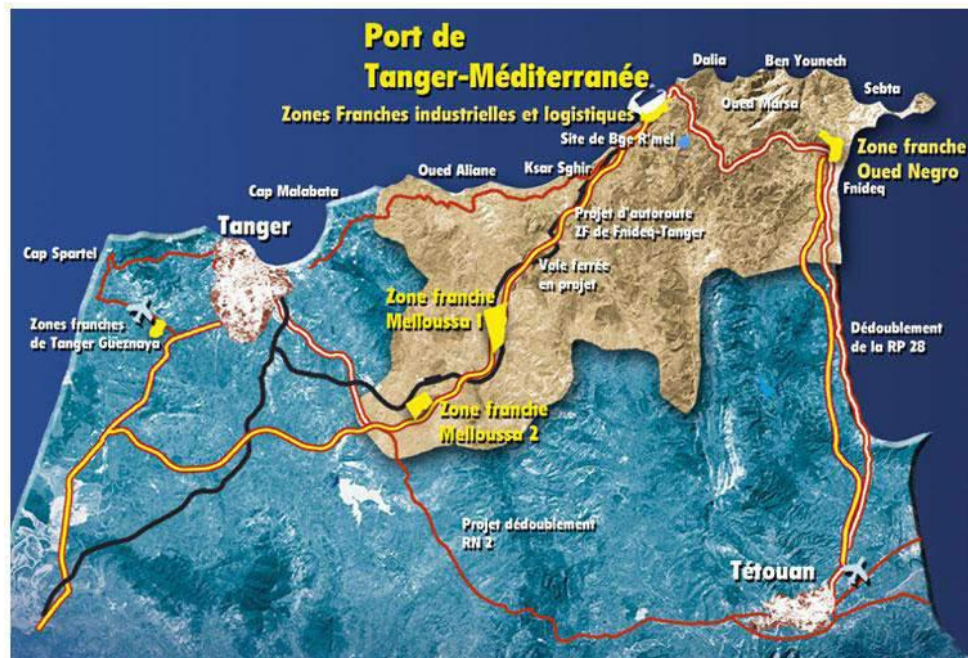 Port de
Tanger-Méditerranée
Zones Franches industrielles et logistiques
Dalia
Ben Younech
Sebta
Oued Marsa
Site de Bge R'mel
Zone franche
Oued Negro
Fnideq
Ksar Sghir
Oued Aliane
Cap Malabata
Tanger
Cap Spartel
Projet d'autoroute
ZF de Fnideq-Tanger
Voie ferrée
en projet
Zone franche
Melloussa 1
Zones franches
de Tanger Gueznaya
Dédoublement
de la RP 28
Zone franche
Melloussa 2
Projet dédoublement
RN 2
Tétouan